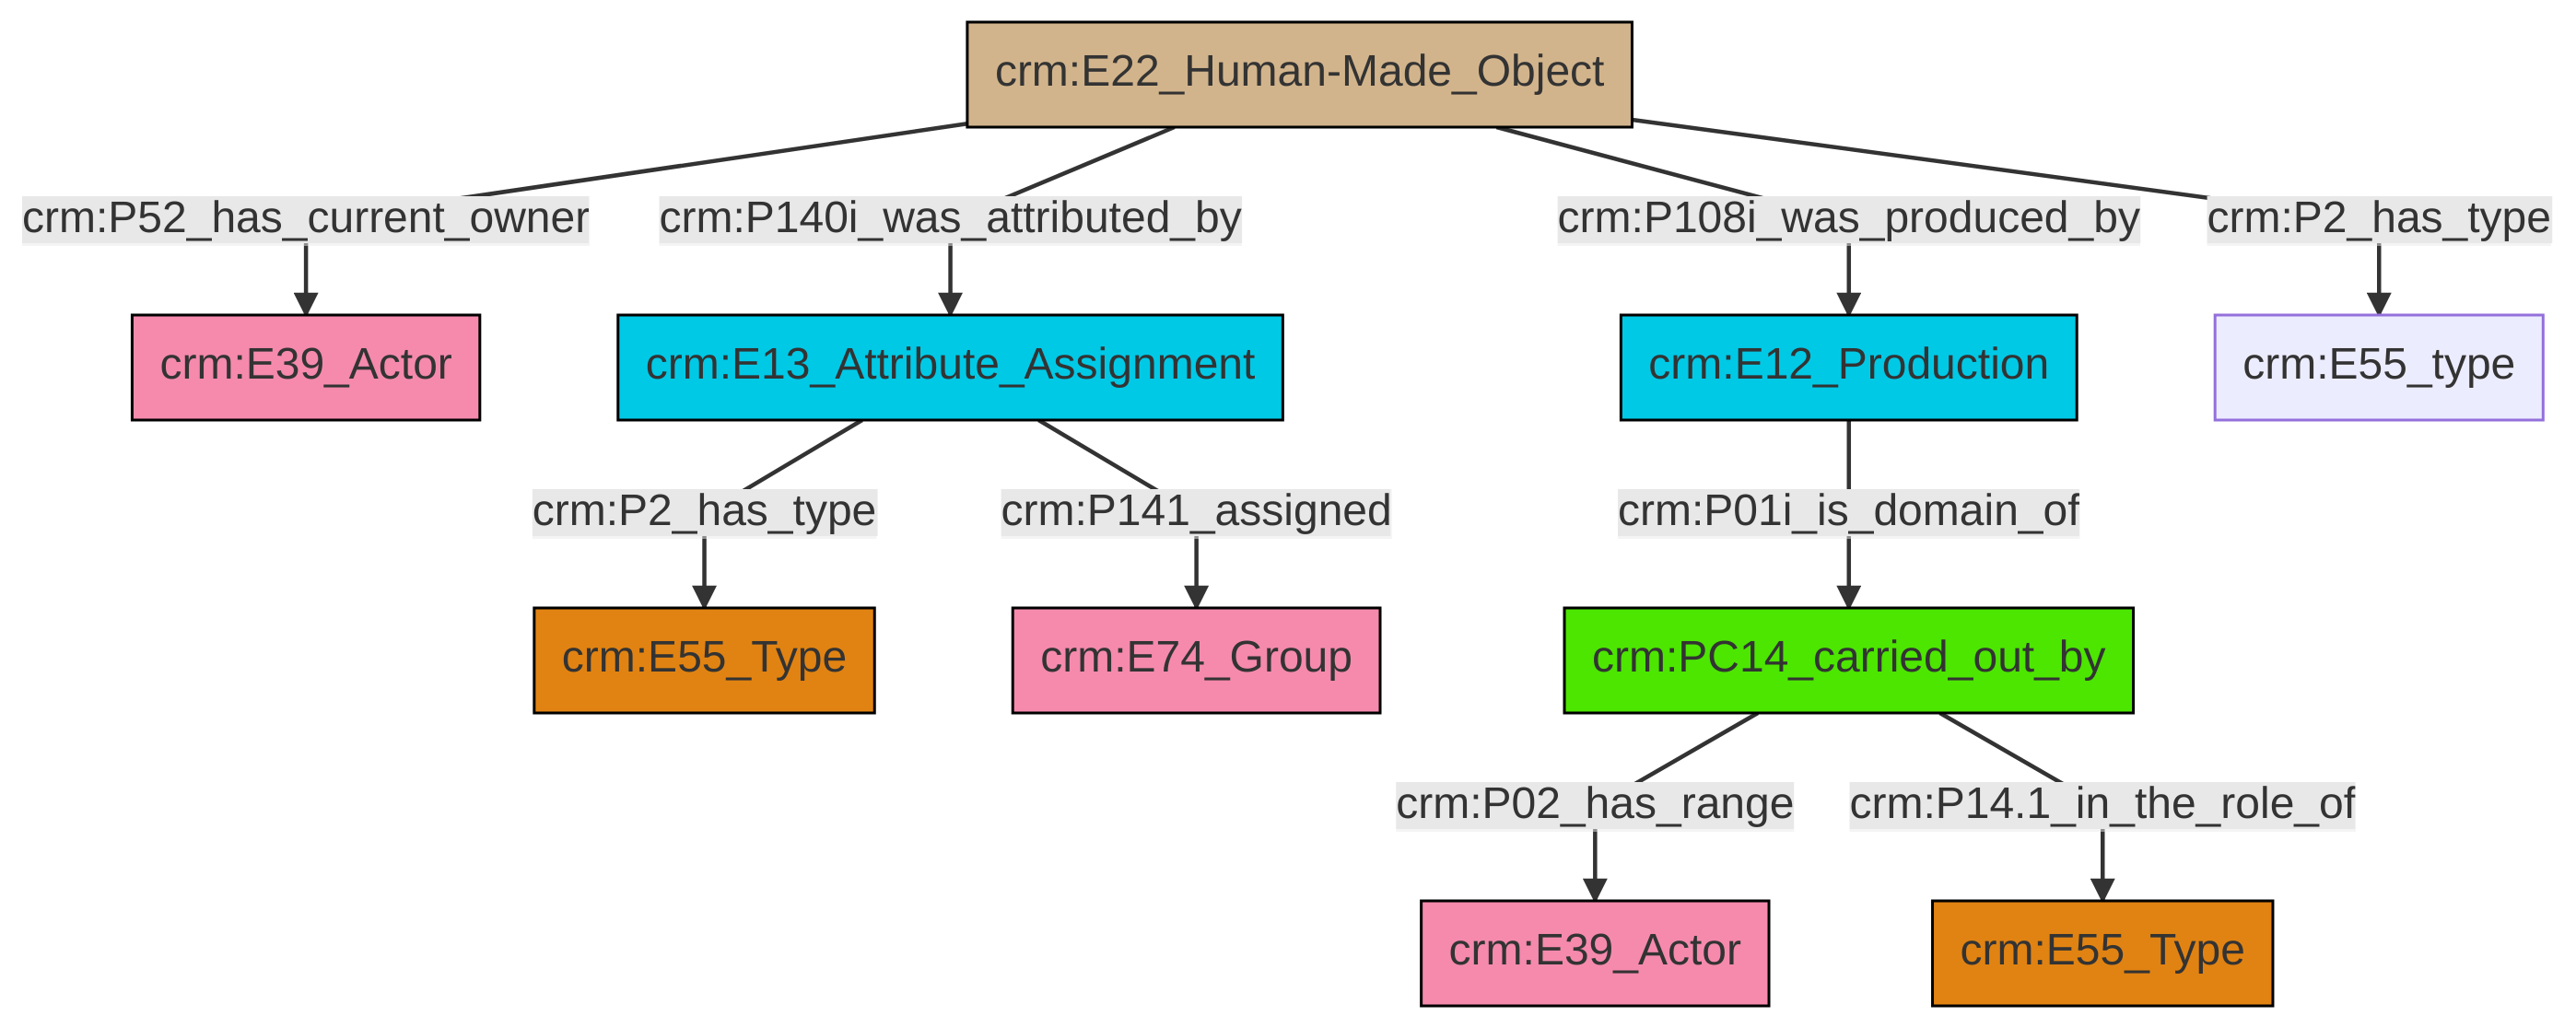 crm:E22_Human-Made_Object
crm:P52_has_current_owner
crm:P140i_was_attributed_by
crm:P108i_was_produced_by
crm:P2_has_type
crm:E39_Actor
crm:E13_Attribute_Assignment
crm:E12_Production
crm:E55_type
crm:P2_has_type
crm:P141_assigned
crm:P01i_is_domain_of
crm:E55_Type
crm:E74_Group
crm:PC14_carried_out_by
crm:P02_has_range
crm:P14.1_in_the_role_of
crm:E39_Actor
crm:E55_Type